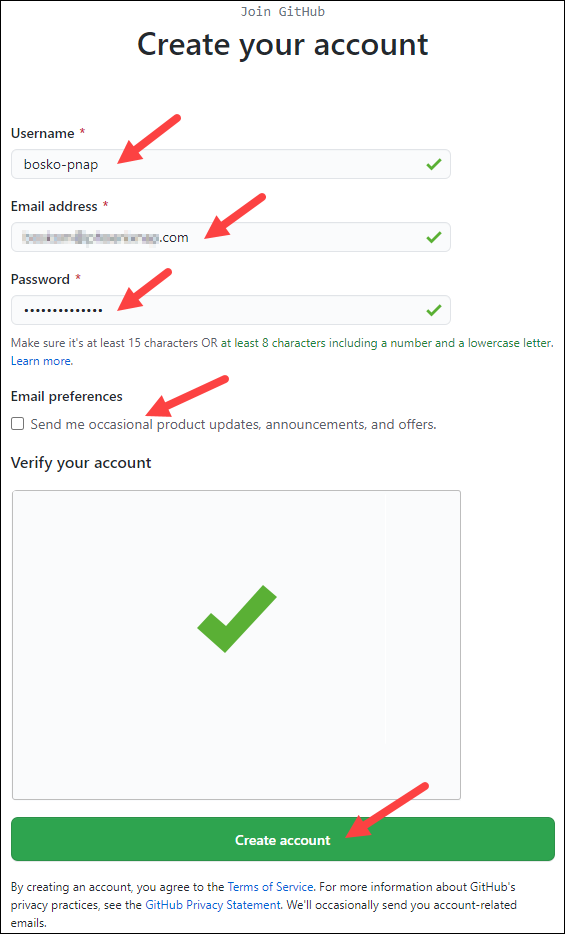 Join GitHub
Create your account
Username *
bosko-pnap
Email address *
.com
Password *
••••••••••••••
Make sure it's at least 15 characters OR at least 8 characters including a number and a lowercase letter.
Learn more.
Email preferences
Send me occasional product updates, announcements, and offers.
Verify your account
Create account
By creating an account, you agree to the Terms of Service. For more information about GitHub's
privacy practices, see the GitHub Privacy Statement. We'll occasionally send you account-related
emails.